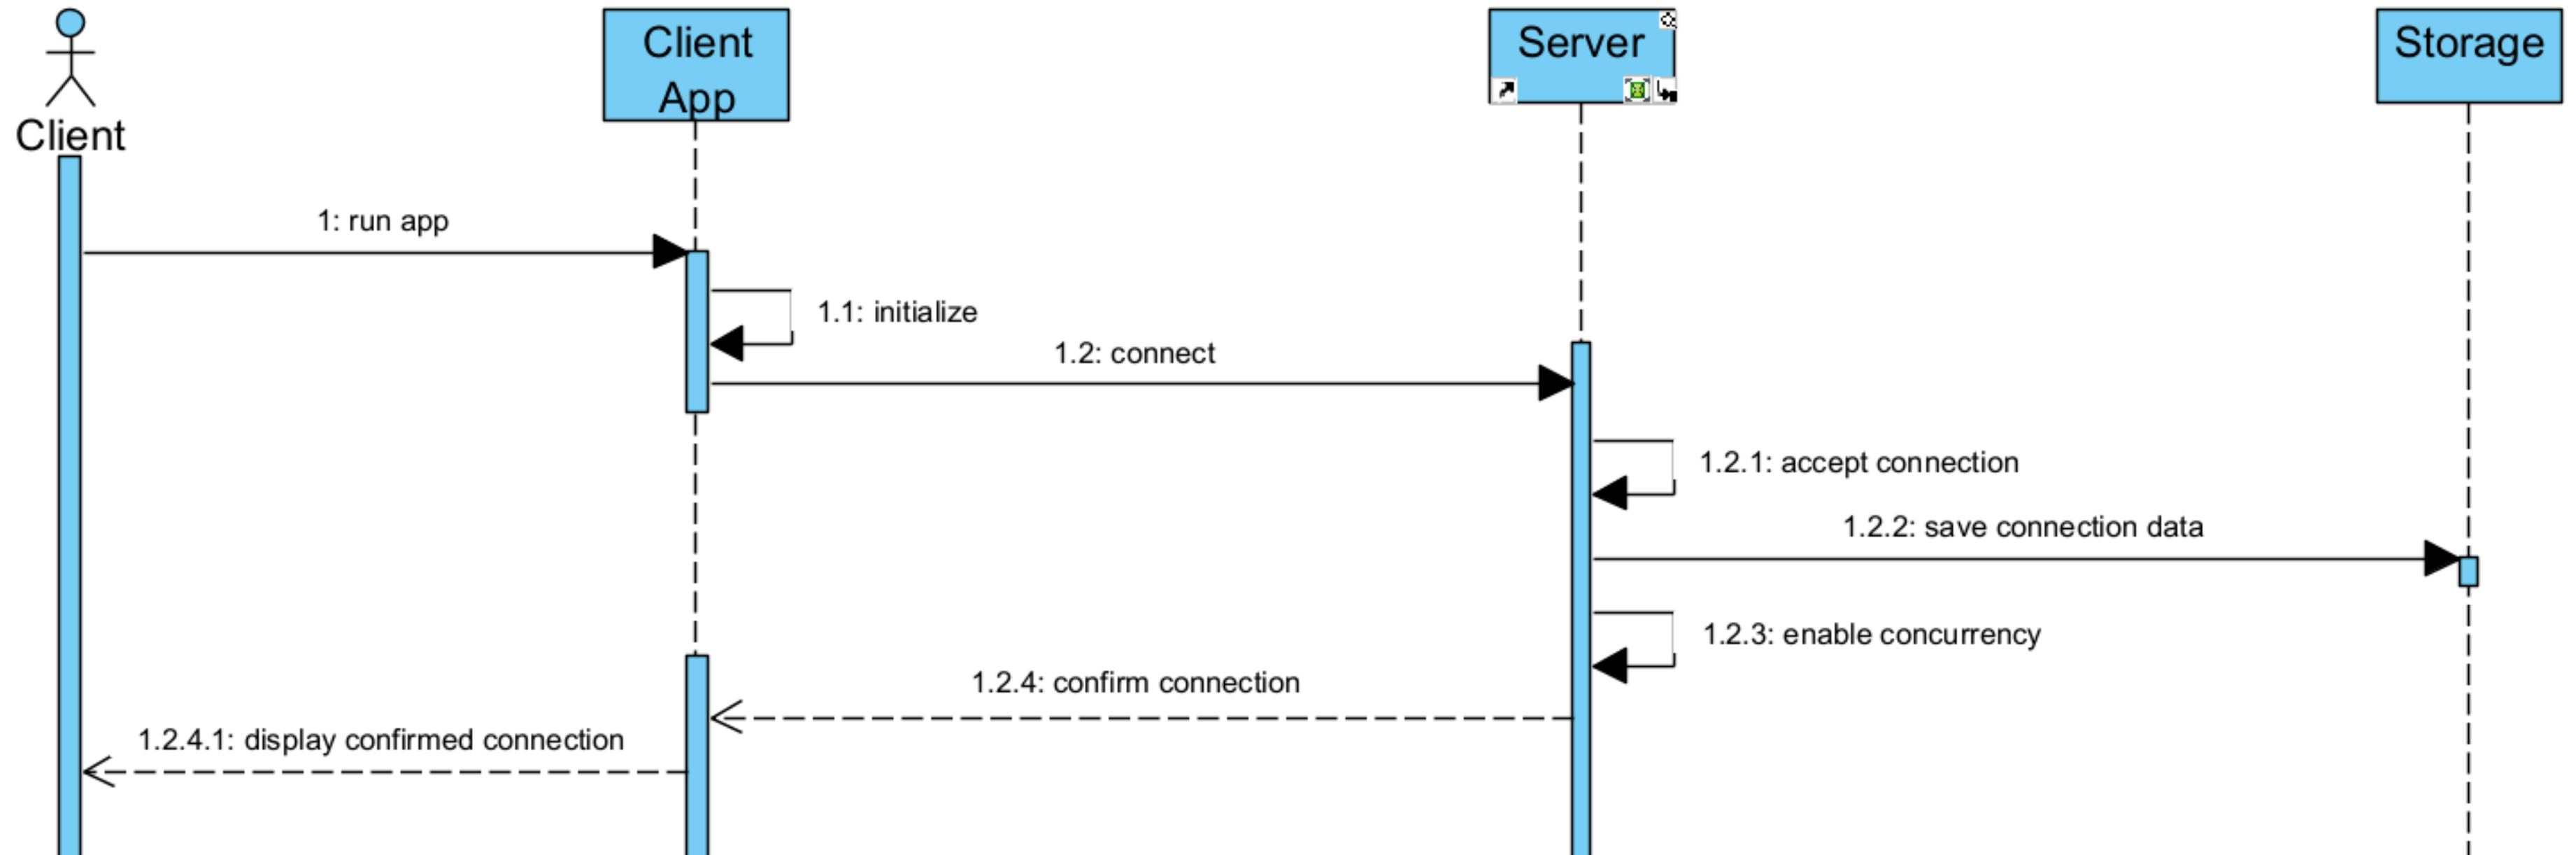 Client
App
Server
Storage
Client
1: run app
1.1: initialize
1.2: connect
1.2.1: accept connection
1.2.2: save connection data
1.2.3: enable concurrency
1.2.4: confirm connection
1.2.4.1: display confirmed connection